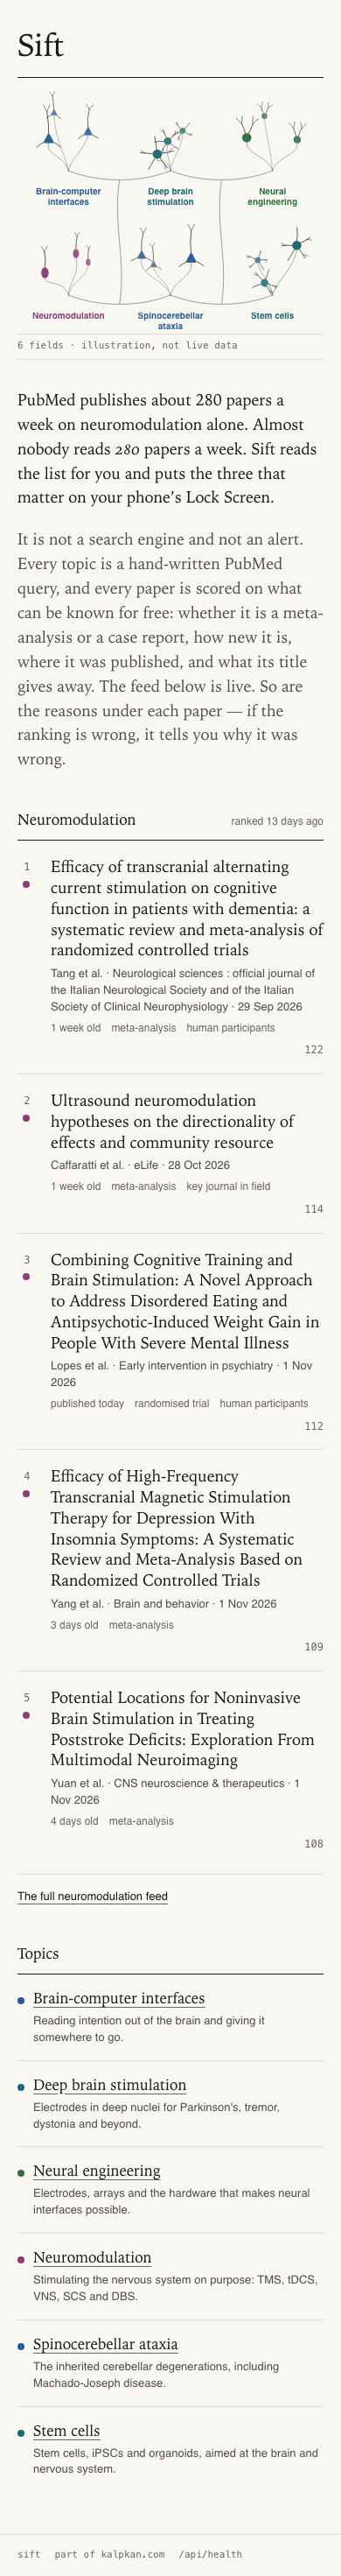 Sift
Brain-computer
interfaces
Deep brain
stimulation
Neural
engineering
Neuromodulation
Spinocerebellar
ataxia
Stem cells
6 fields · illustration, not live data
PubMed publishes about 280 papers a
week on neuromodulation alone. Almost
nobody reads 280 papers a week. Sift reads
the list for you and puts the three that
matter on your phone’s Lock Screen.
It is not a search engine and not an alert.
Every topic is a hand-written PubMed
query, and every paper is scored on what
can be known for free: whether it is a meta-
analysis or a case report, how new it is,
where it was published, and what its title
gives away. The feed below is live. So are
the reasons under each paper — if the
ranking is wrong, it tells you why it was
wrong.
Neuromodulation
ranked 13 days ago
1
Efficacy of transcranial alternating
current stimulation on cognitive
function in patients with dementia: a
systematic review and meta-analysis of
randomized controlled trials
Tang et al. · Neurological sciences : official journal of
the Italian Neurological Society and of the Italian
Society of Clinical Neurophysiology · 29 Sep 2026
1 week old meta-analysis human participants
122
2
Ultrasound neuromodulation
hypotheses on the directionality of
effects and community resource
Caffaratti et al. · eLife · 28 Oct 2026
1 week old meta-analysis key journal in field
114
3
Combining Cognitive Training and
Brain Stimulation: A Novel Approach
to Address Disordered Eating and
Antipsychotic-Induced Weight Gain in
People With Severe Mental Illness
Lopes et al. · Early intervention in psychiatry · 1 Nov
2026
published today randomised trial human participants
112
4
Efficacy of High-Frequency
Transcranial Magnetic Stimulation
Therapy for Depression With
Insomnia Symptoms: A Systematic
Review and Meta-Analysis Based on
Randomized Controlled Trials
Yang et al. · Brain and behavior · 1 Nov 2026
3 days old meta-analysis
109
5
Potential Locations for Noninvasive
Brain Stimulation in Treating
Poststroke Deficits: Exploration From
Multimodal Neuroimaging
Yuan et al. · CNS neuroscience & therapeutics · 1
Nov 2026
4 days old meta-analysis
108
The full neuromodulation feed
Topics
Brain-computer interfaces
Reading intention out of the brain and giving it
somewhere to go.
Deep brain stimulation
Electrodes in deep nuclei for Parkinson's, tremor,
dystonia and beyond.
Neural engineering
Electrodes, arrays and the hardware that makes neural
interfaces possible.
Neuromodulation
Stimulating the nervous system on purpose: TMS, tDCS,
VNS, SCS and DBS.
Spinocerebellar ataxia
The inherited cerebellar degenerations, including
Machado-Joseph disease.
Stem cells
Stem cells, iPSCs and organoids, aimed at the brain and
nervous system.
sift part of kalpkan.com /api/health